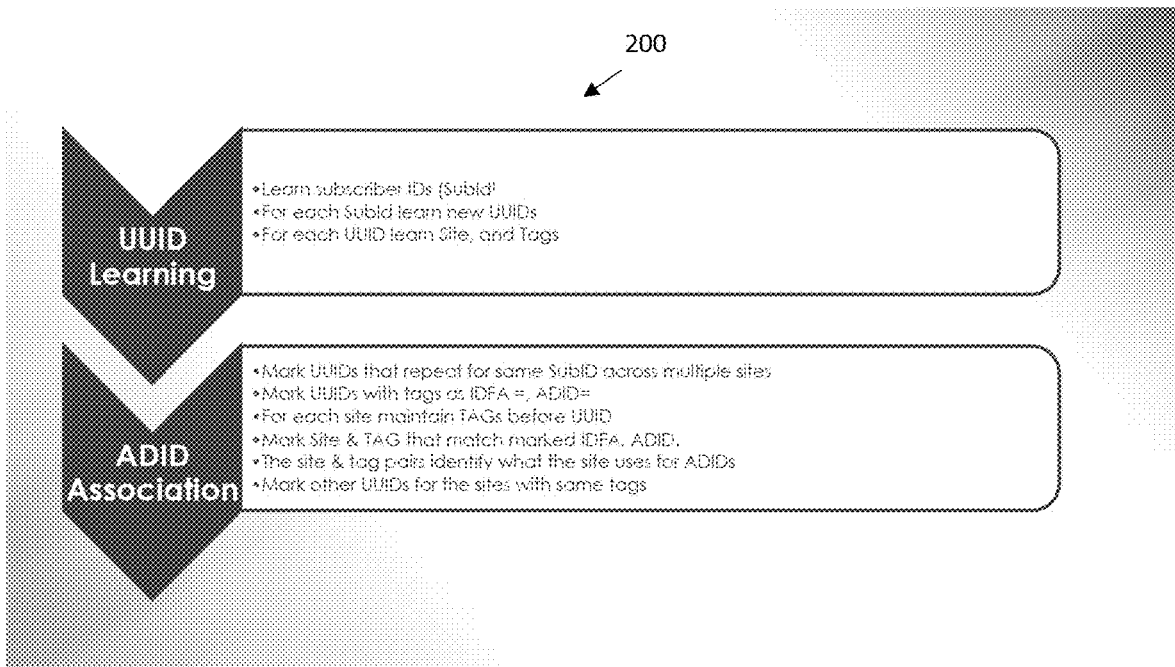 200
UUID
Learning
•Learn subscriber IDs (SubId)
•For each SubId learn new UUIDs
•For each UUID learn Site, and Tags
ADID
Association
•Mark UUIDs that repeat for same SubID across multiple sites
•Mark UUIDs with tags as IDFA =, ADID=
•For each site maintain TAGs before UUID
•Mark Site & TAG that match marked IDFA, ADID.
•The site & tag pairs identify what the site uses for ADIDs
•Mark other UUIDs for the sites with same tags